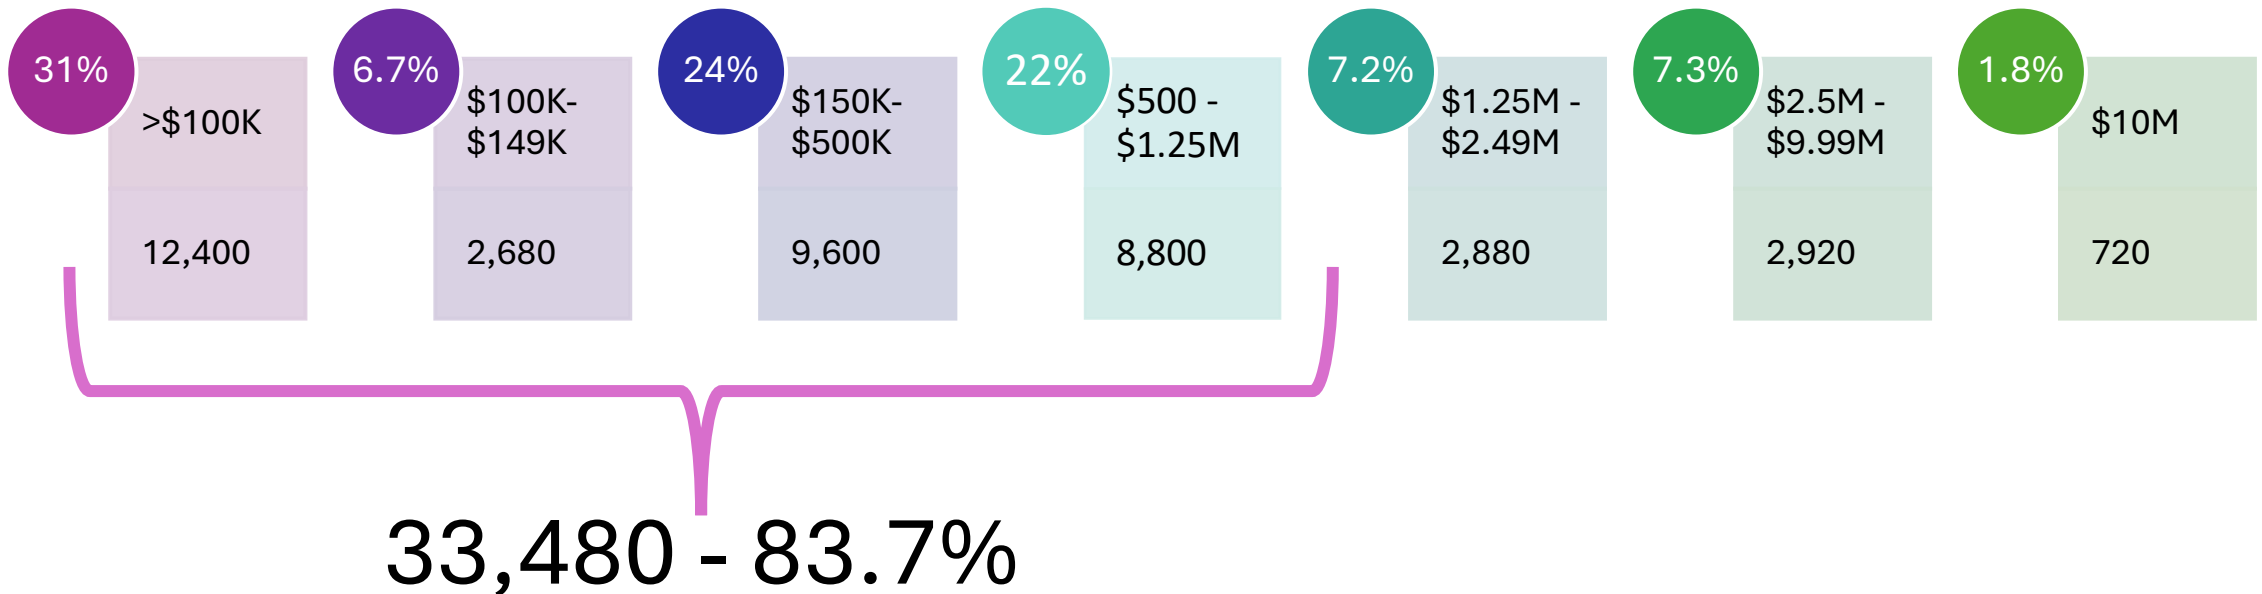 31%
>$100K
12,400
6.7%
$100K-
$149K
2,680
24%
$150K-
$500K
9,600
22%
$500 -
$1.25M
8,800
7.2%
$1.25M -
$2.49M
2,880
7.3%
$2.5M -
$9.99M
2,920
1.8%
$10M
720
33,480 - 83.7%